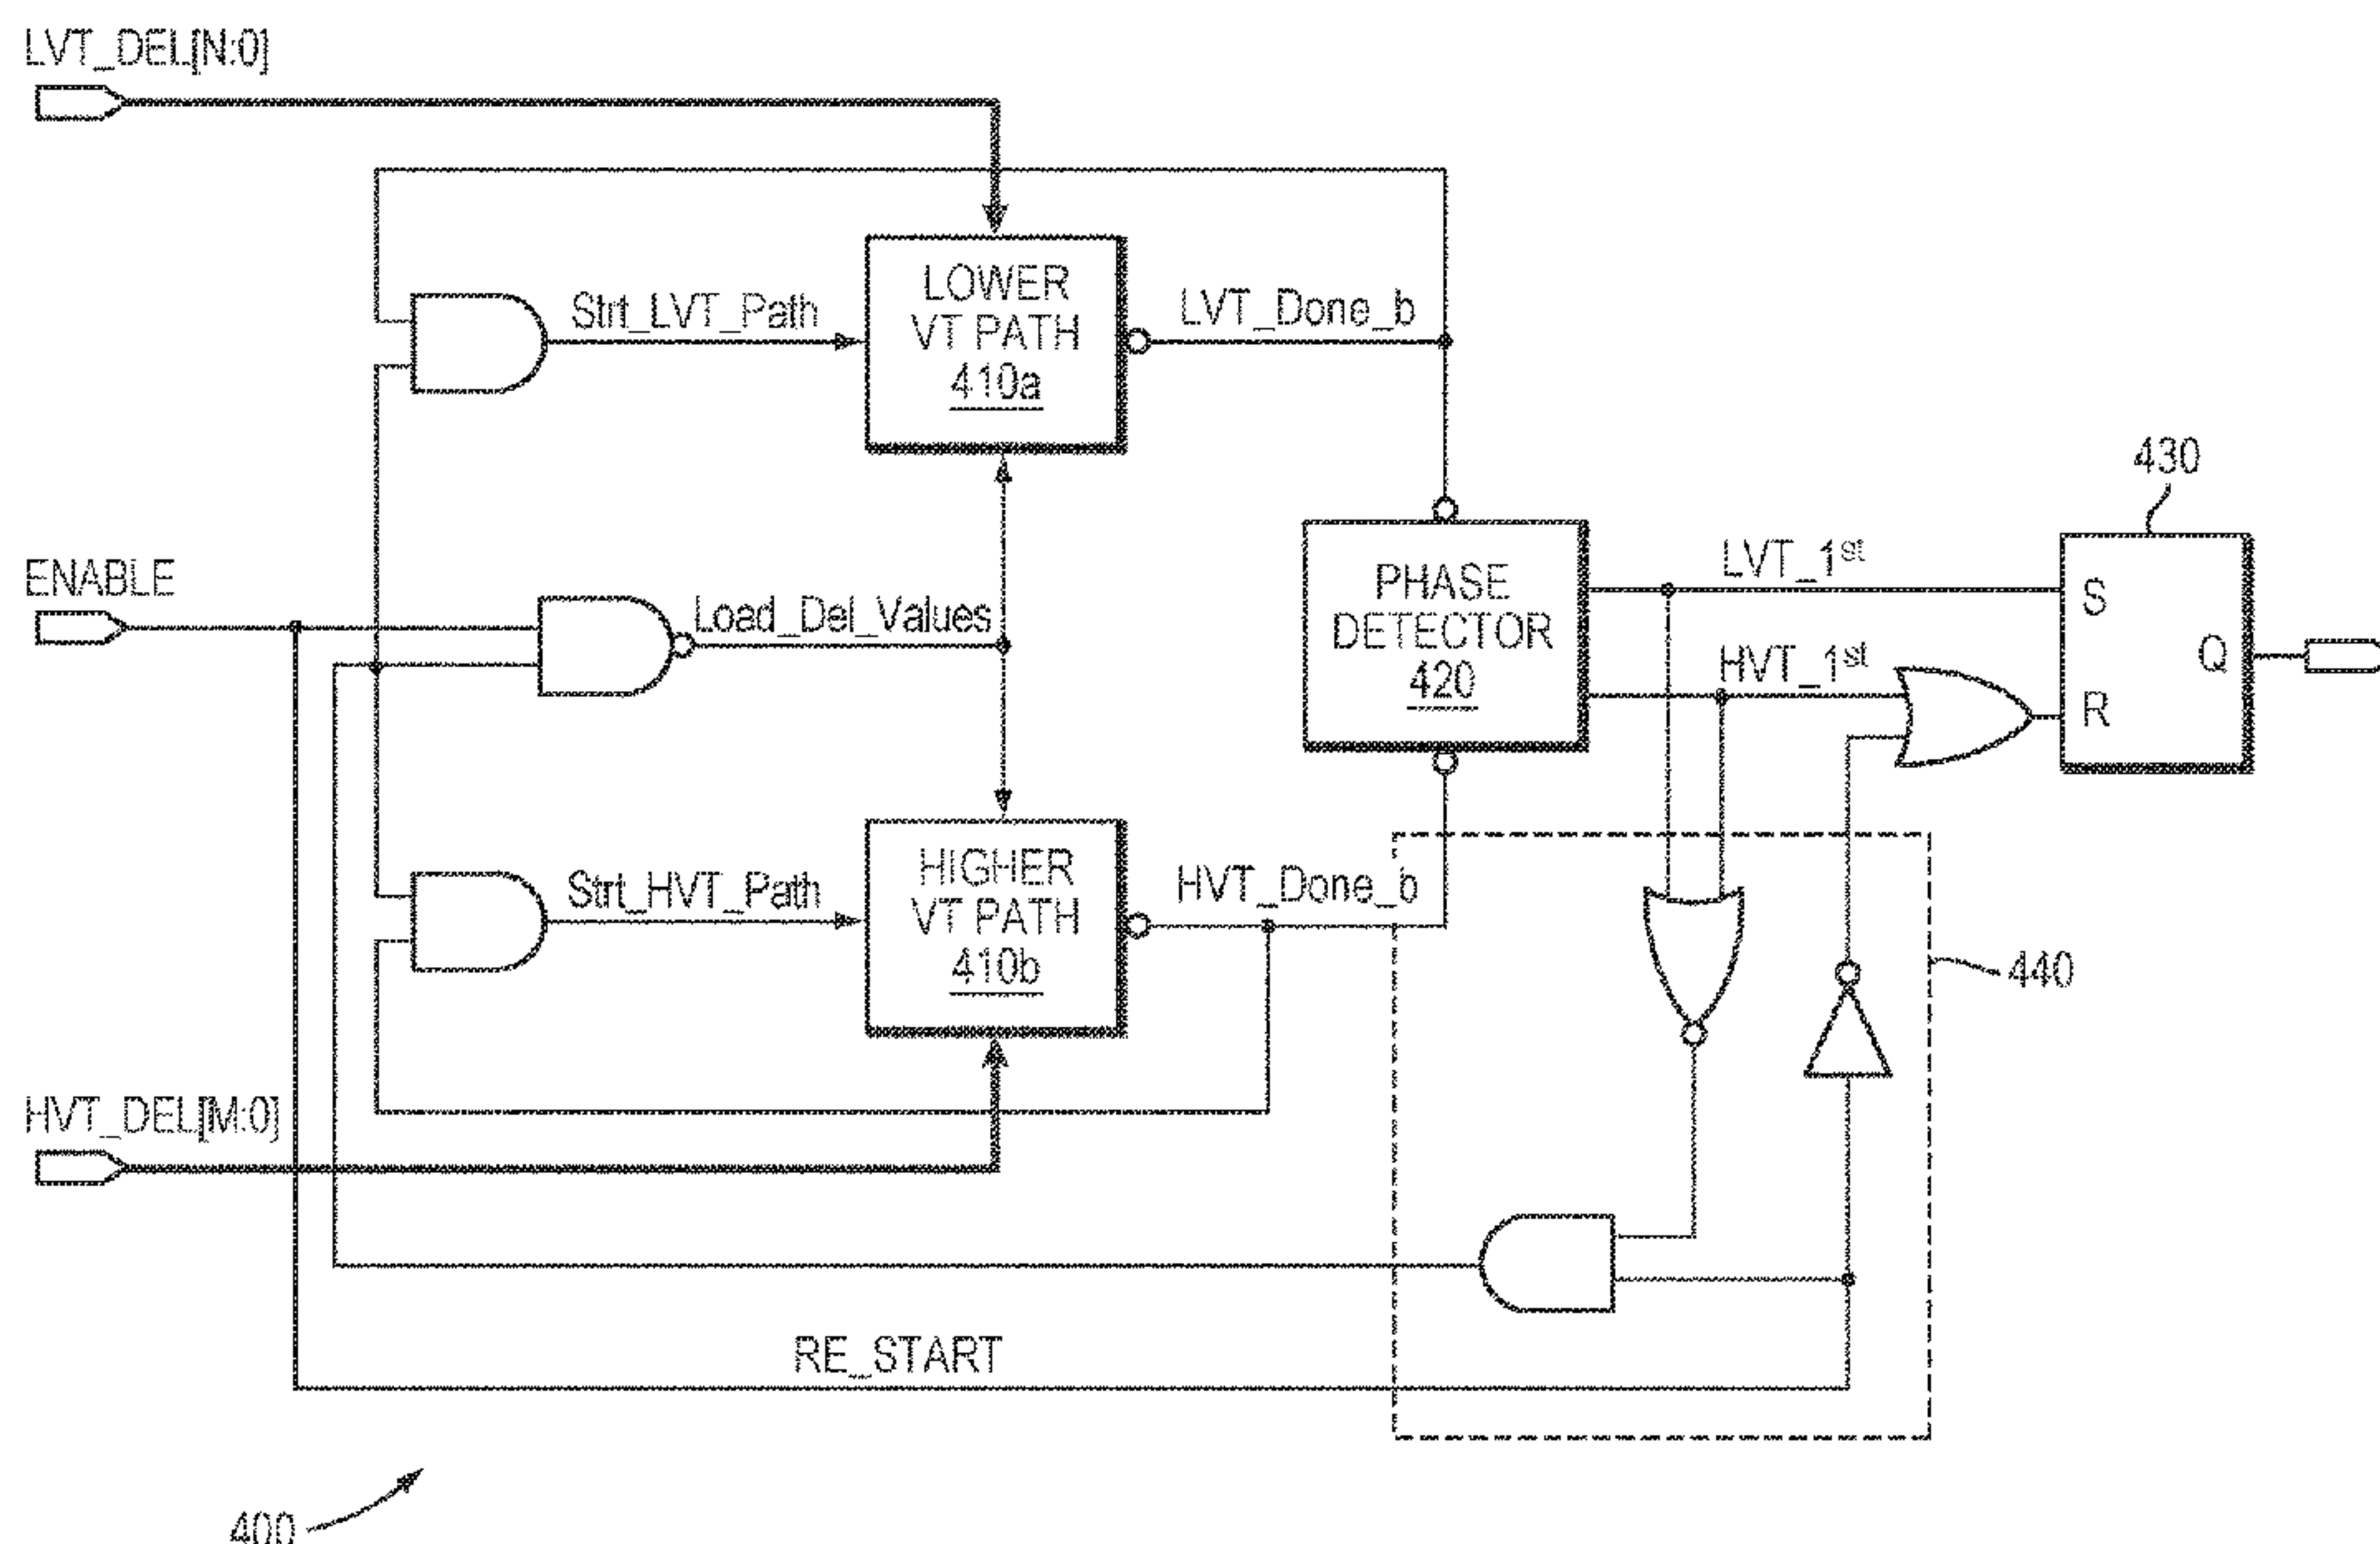 LVT_DEL[N:0]
LOWER
VT PATH
410a
Strt_LVT_Path
LVT_Done_b
430
ENABLE
Load_Del_Values
PHASE
DETECTOR
420
LVT_1st
HVT_1st
S
Q
R
HIGHER
VT PATH
410b
Strt_HVT_Path
HVT_Done_b
440
HVT_DEL[M:0]
RE_START
400